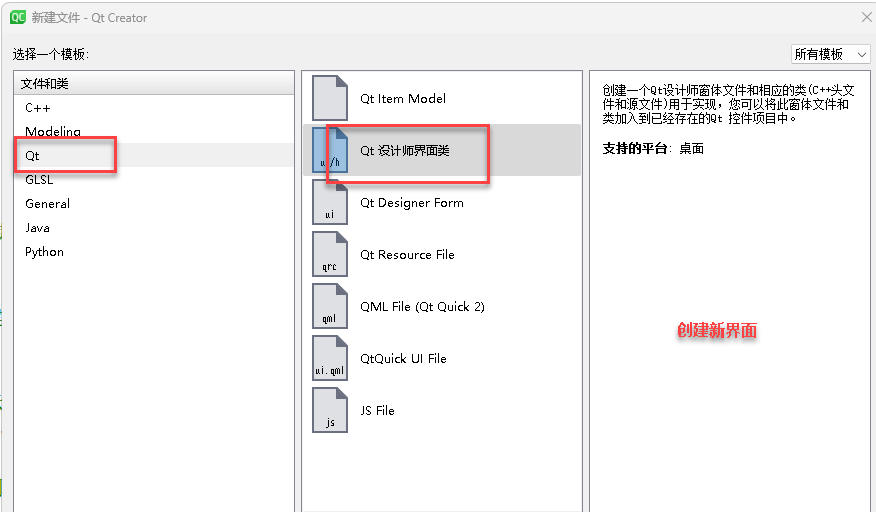 新建文件 - Qt Creator
选择一个模板:
所有模板
文件和类
C++
Modeling
Qt
GLSL
General
Java
Python
Qt Item Model
ui/h
Qt 设计师界面类
ui
Qt Designer Form
qrc
Qt Resource File
qml
QML File (Qt Quick 2)
ui.qml
QtQuick UI File
js
JS File
创建一个Qt设计师窗体文件和相应的类(C++头文
件和源文件)用于实现，您可以将此窗体文件和
类加入到已经存在的Qt 控件项目中。
支持的平台：桌面
创建新界面